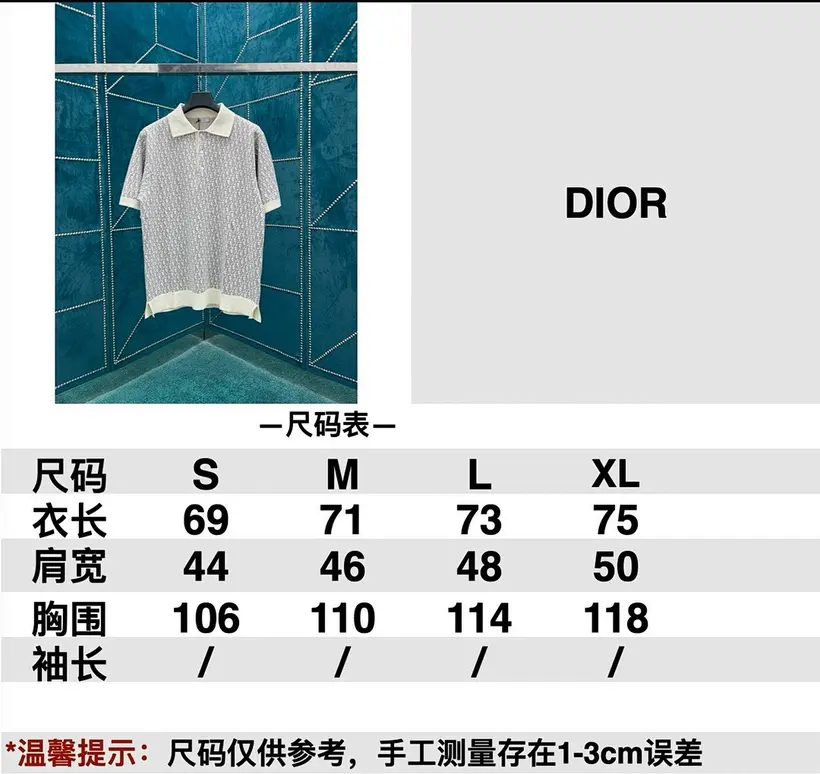 DIOR
—尺码表—
尺码 S M L XL
衣长 69 71 73 75
肩宽 44 46 48 50
胸围 106 110 114 118
袖长 / / / /
*温馨提示：尺码仅供参考，手工测量存在1-3cm误差